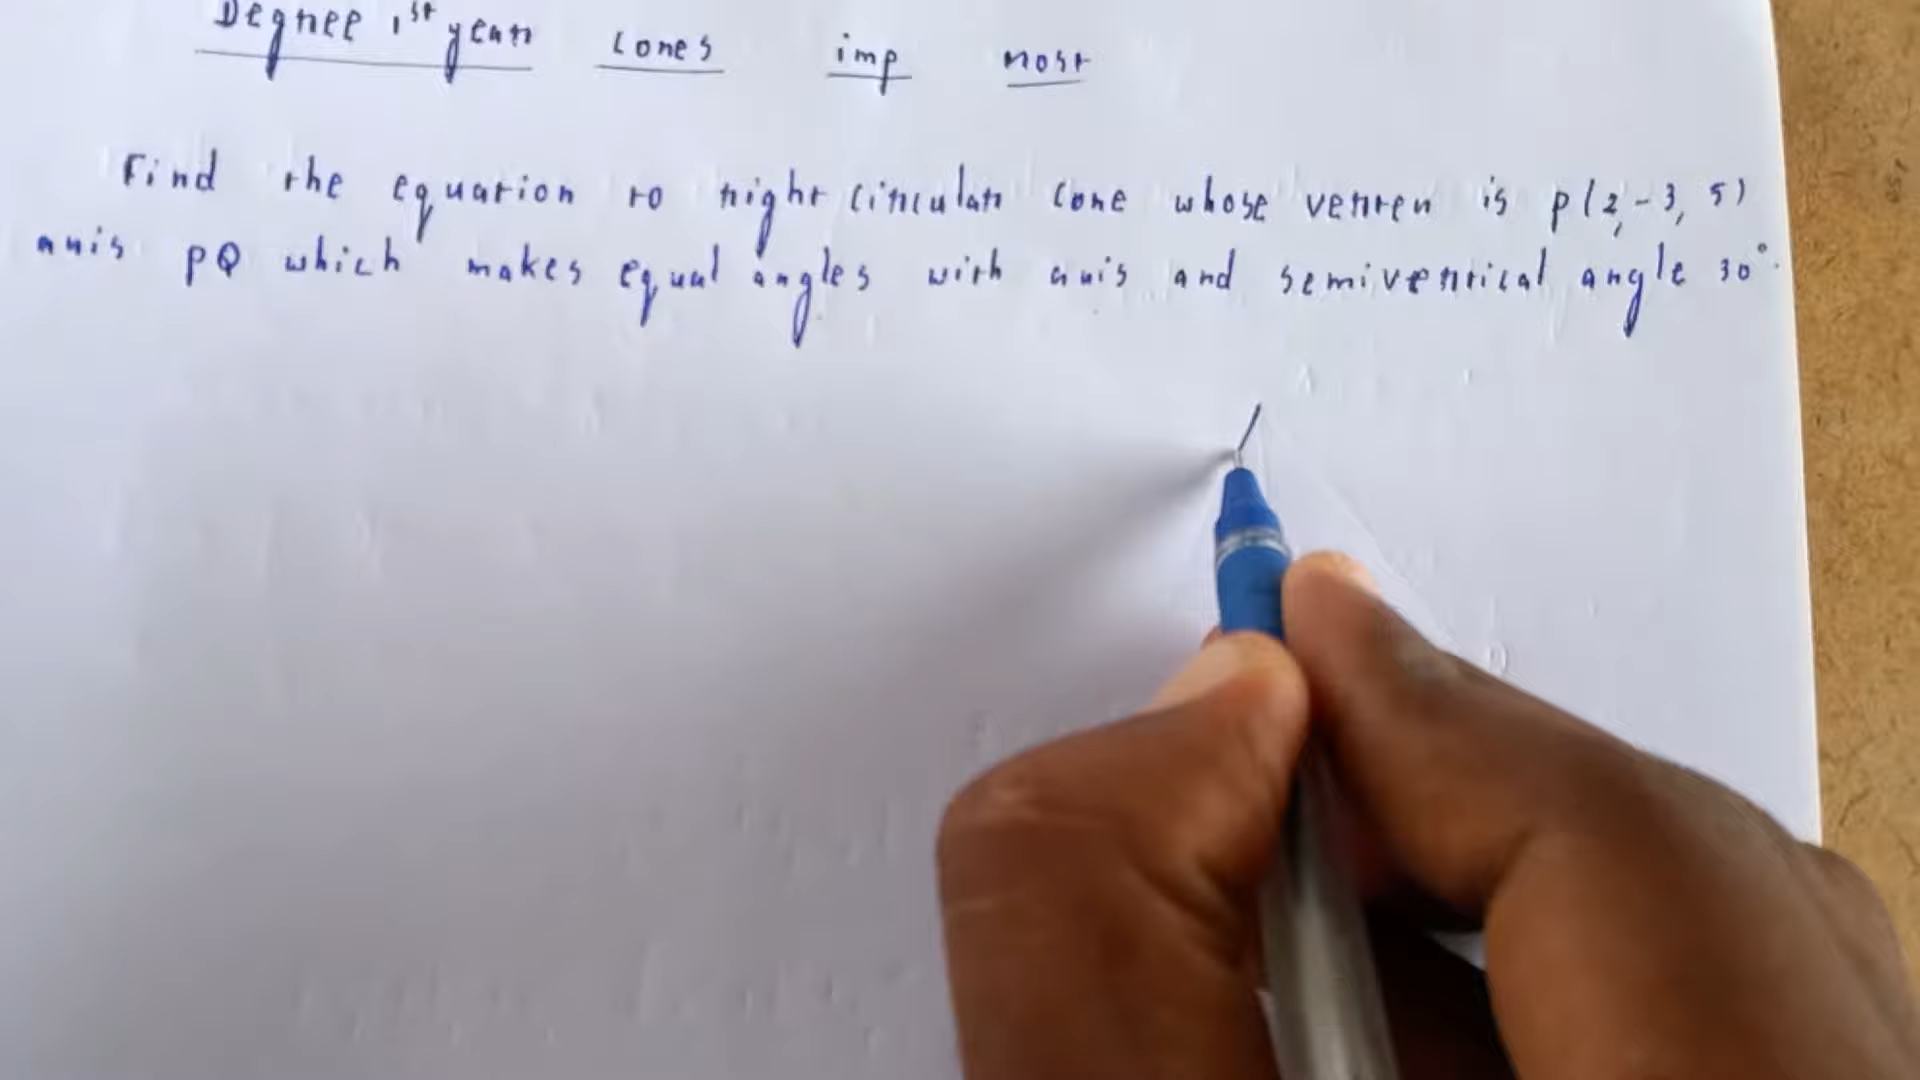 Degree 1st year cones imp most
Find the equation to right circular cone whose vertex is P(2,-3,5)
axis PQ which makes equal angles with axis and semivertical angle 30°.